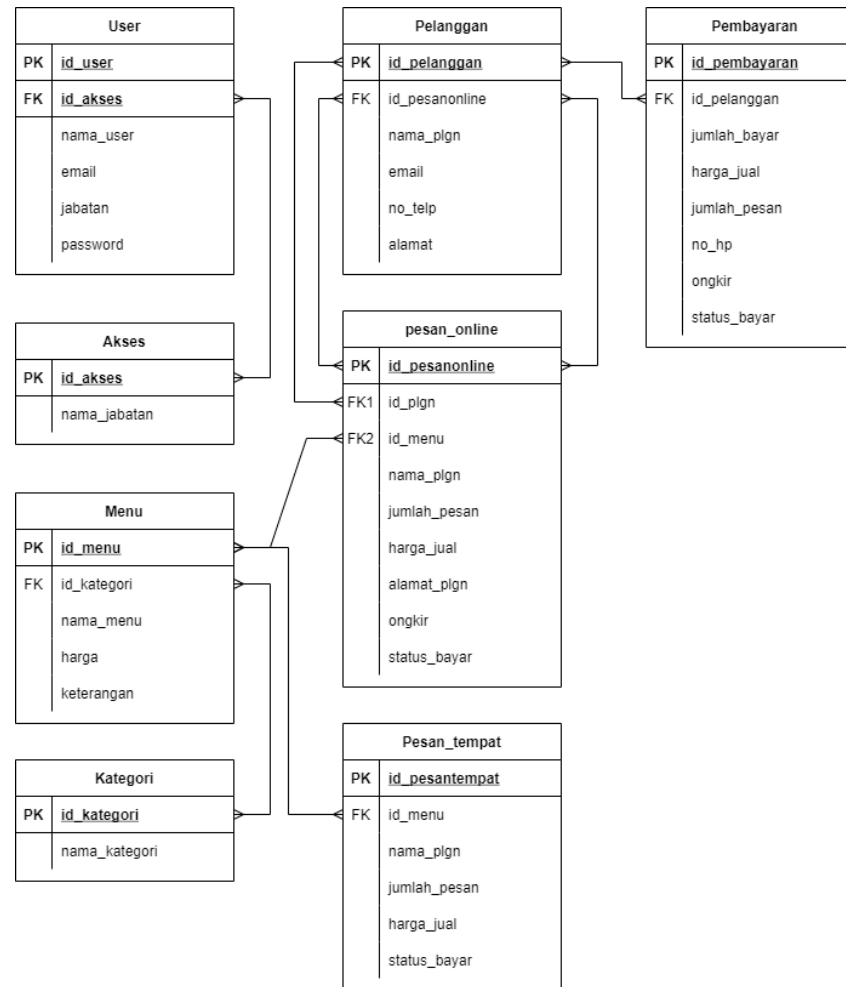 User
PK id_user
FK id_akses
nama_user
email
jabatan
password
Akses
PK id_akses
nama_jabatan
Menu
PK id_menu
FK id_kategori
nama_menu
harga
keterangan
Kategori
PK id_kategori
nama_kategori
Pelanggan
PK id_pelanggan
FK id_pesanonline
nama_plgn
email
no_telp
alamat
pesan_online
PK id_pesanonline
FK1 id_plgn
FK2 id_menu
nama_plgn
jumlah_pesan
harga_jual
alamat_plgn
ongkir
status_bayar
Pesan_tempat
PK id_pesantempat
FK id_menu
nama_plgn
jumlah_pesan
harga_jual
status_bayar
Pembayaran
PK id_pembayaran
FK id_pelanggan
jumlah_bayar
harga_jual
jumlah_pesan
no_hp
ongkir
status_bayar